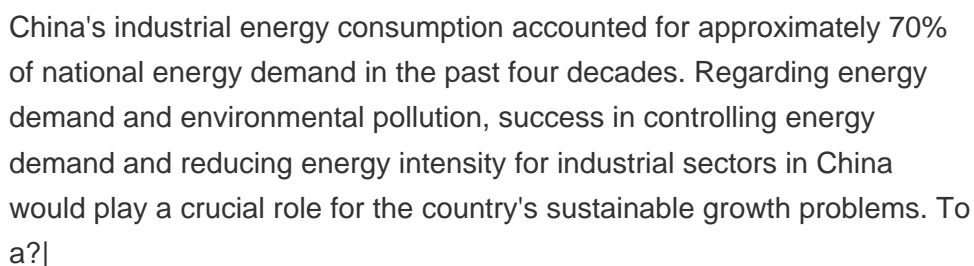 China's industrial energy consumption accounted for approximately 70%
of national energy demand in the past four decades. Regarding energy
demand and environmental pollution, success in controlling energy
demand and reducing energy intensity for industrial sectors in China
would play a crucial role for the country's sustainable growth problems. To
a?|